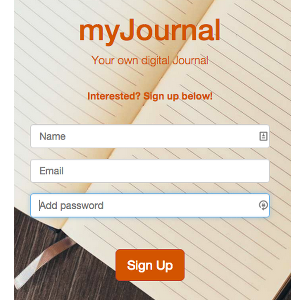 myJournal
Your own digital Journal
Interested? Sign up below!
Name
Email
Add password
Sign Up